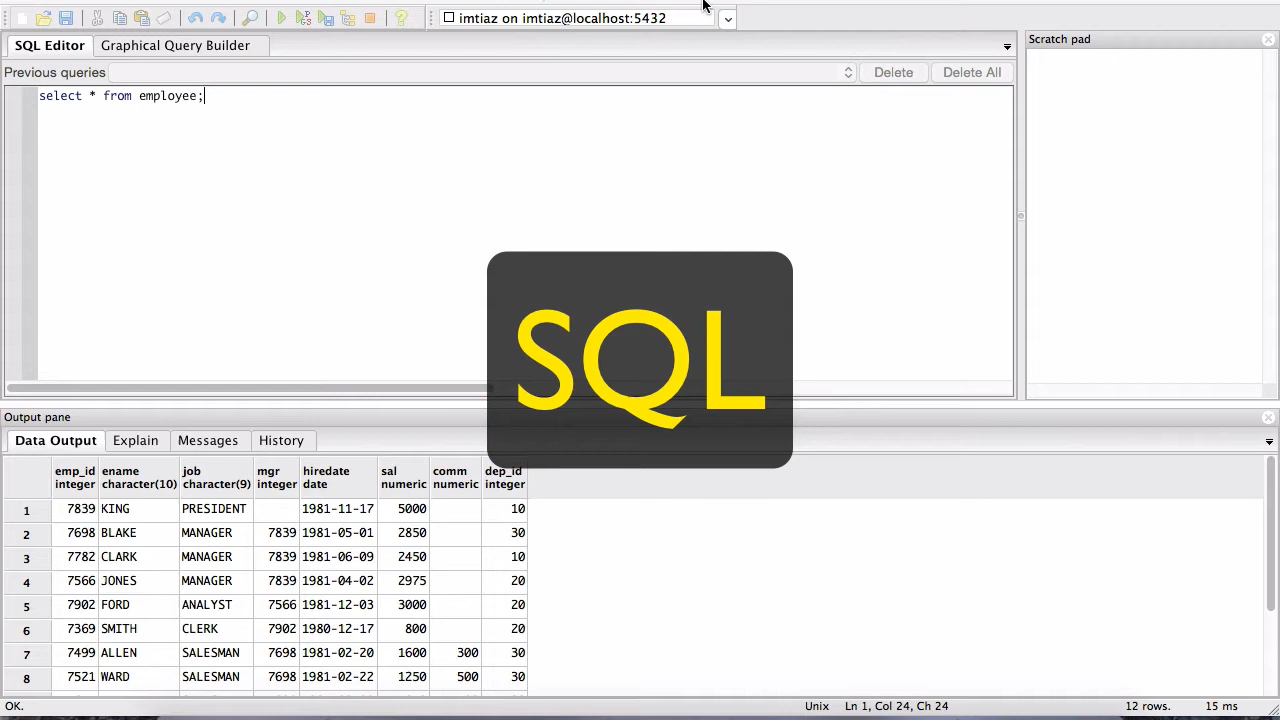 imtiaz on imtiaz@localhost:5432
SQL Editor Graphical Query Builder
Scratch pad
Previous queries Delete Delete All
select * from employee;
SQL
Output pane
Data Output Explain Messages History
emp_id ename job mgr hiredate sal comm dep_id
integer character(10) character(9) integer date numeric numeric integer
1 7839 KING PRESIDENT 1981-11-17 5000 10
2 7698 BLAKE MANAGER 7839 1981-05-01 2850 30
3 7782 CLARK MANAGER 7839 1981-06-09 2450 10
4 7566 JONES MANAGER 7839 1981-04-02 2975 20
5 7902 FORD ANALYST 7566 1981-12-03 3000 20
6 7369 SMITH CLERK 7902 1980-12-17 800 20
7 7499 ALLEN SALESMAN 7698 1981-02-20 1600 300 30
8 7521 WARD SALESMAN 7698 1981-02-22 1250 500 30
OK. Unix Ln 1, Col 24, Ch 24 12 rows. 15 ms